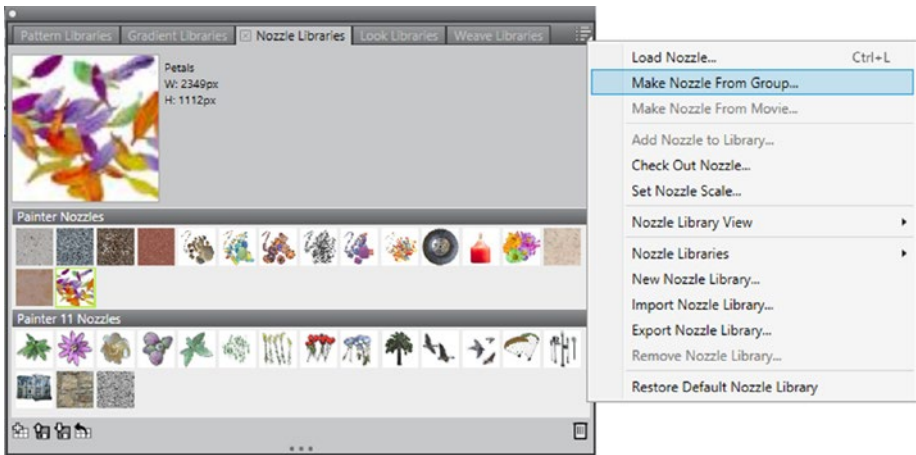 Pattern Libraries Gradient Libraries Nozzle Libraries Look Libraries Weave Libraries
Petals
W: 2349px
H: 1112px
Painter Nozzles
Painter 11 Nozzles
Load Nozzle... Ctrl+L
Make Nozzle From Group...
Make Nozzle From Movie...
Add Nozzle to Library...
Check Out Nozzle...
Set Nozzle Scale...
Nozzle Library View
Nozzle Libraries
New Nozzle Library...
Import Nozzle Library...
Export Nozzle Library...
Remove Nozzle Library...
Restore Default Nozzle Library